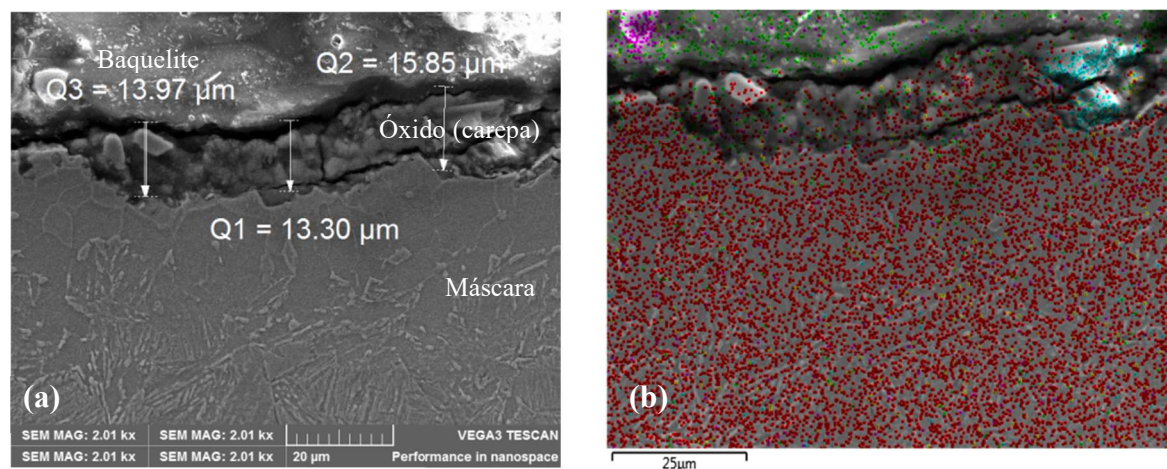 Baquelite
Q2 = 15.85 µm
Q3 = 13.97 µm
Óxido (carepa)
Q1 = 13.30 µm
Máscara
(a)
SEM MAG: 2.01 kx
SEM MAG: 2.01 kx
VEGA3 TESCAN
SEM MAG: 2.01 kx
SEM MAG: 2.01 kx
20 µm
Performance in nanospace
(b)
25µm